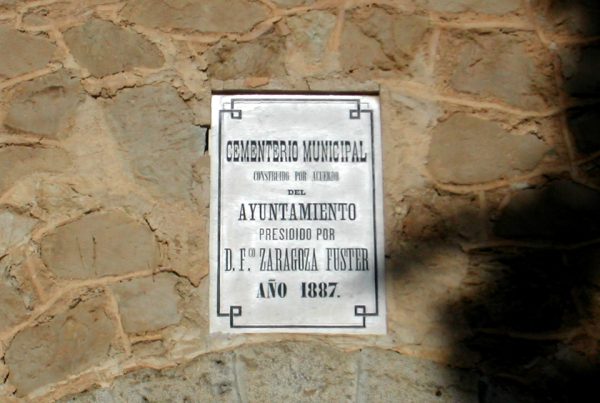 CEMENTERIO MUNICIPAL
CONSTRUIDO POR ACUERDO
DEL
AYUNTAMIENTO
PRESIDIDO POR
D. F.CO ZARAGOZA FUSTER
AÑO 1887.